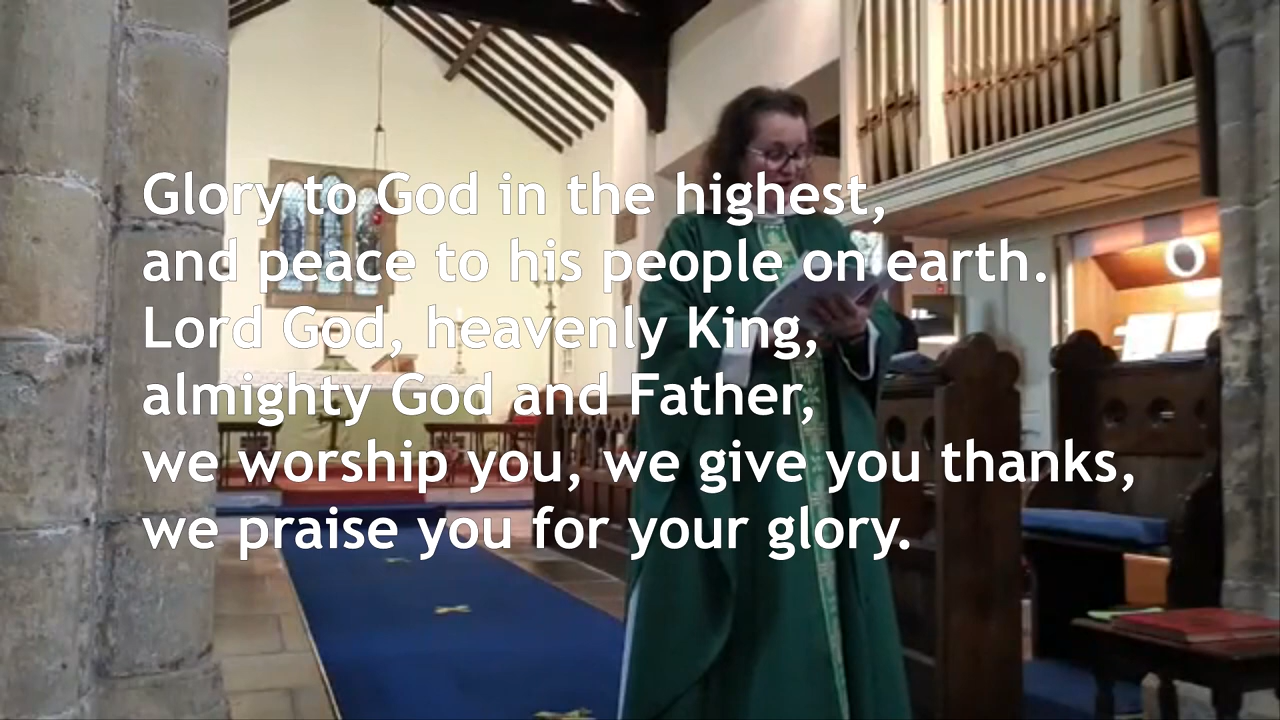 Glory to God in the highest,
and peace to his people on earth.
Lord God, heavenly King,
almighty God and Father,
we worship you, we give you thanks,
we praise you for your glory.